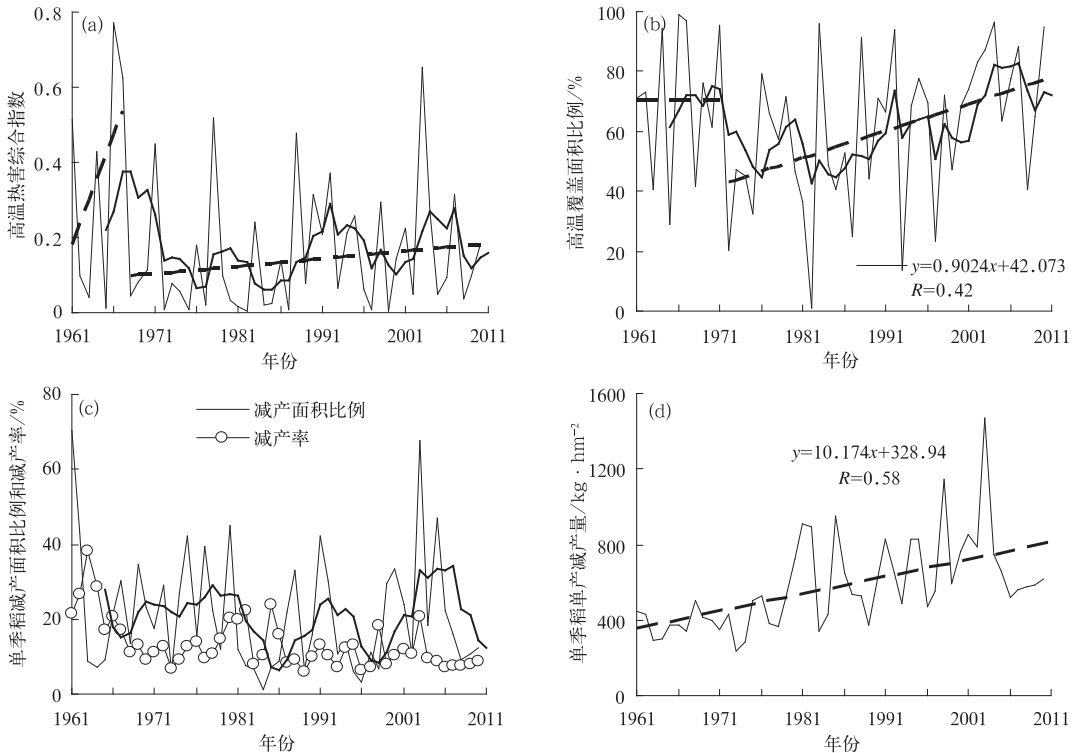 (a)
0.8
0.6
0.4
0.2
0
高温热害综合指数
1961
1971
1981
1991
2001
2011
年份
(b)
100
80
60
40
20
0
高温覆盖面积比例/%
y=0.9024x+42.073
R=0.42
1961
1971
1981
1991
2001
2011
年份
(c)
80
60
40
20
0
单季稻减产面积比例和减产率/%
减产面积比例
减产率
1961
1971
1981
1991
2001
2011
年份
(d)
1600
1200
800
400
0
单季稻单产减产量/kg·hm⁻²
y=10.174x+328.94
R=0.58
1961
1971
1981
1991
2001
2011
年份